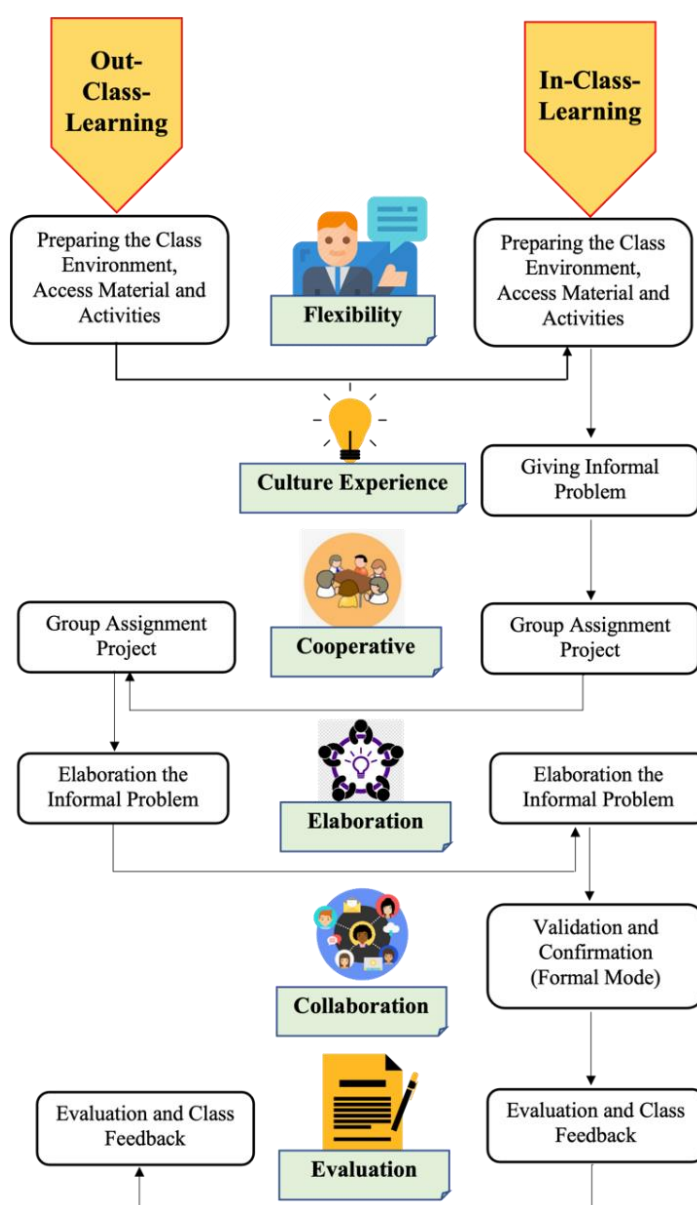 Out-
Class-
Learning
In-Class-
Learning
Preparing the Class
Environment,
Access Material and
Activities
Flexibility
Preparing the Class
Environment,
Access Material and
Activities
Culture Experience
Giving Informal
Problem
Group Assignment
Project
Cooperative
Group Assignment
Project
Elaboration the
Informal Problem
Elaboration
Elaboration the
Informal Problem
Collaboration
Validation and
Confirmation
(Formal Mode)
Evaluation and Class
Feedback
Evaluation
Evaluation and Class
Feedback